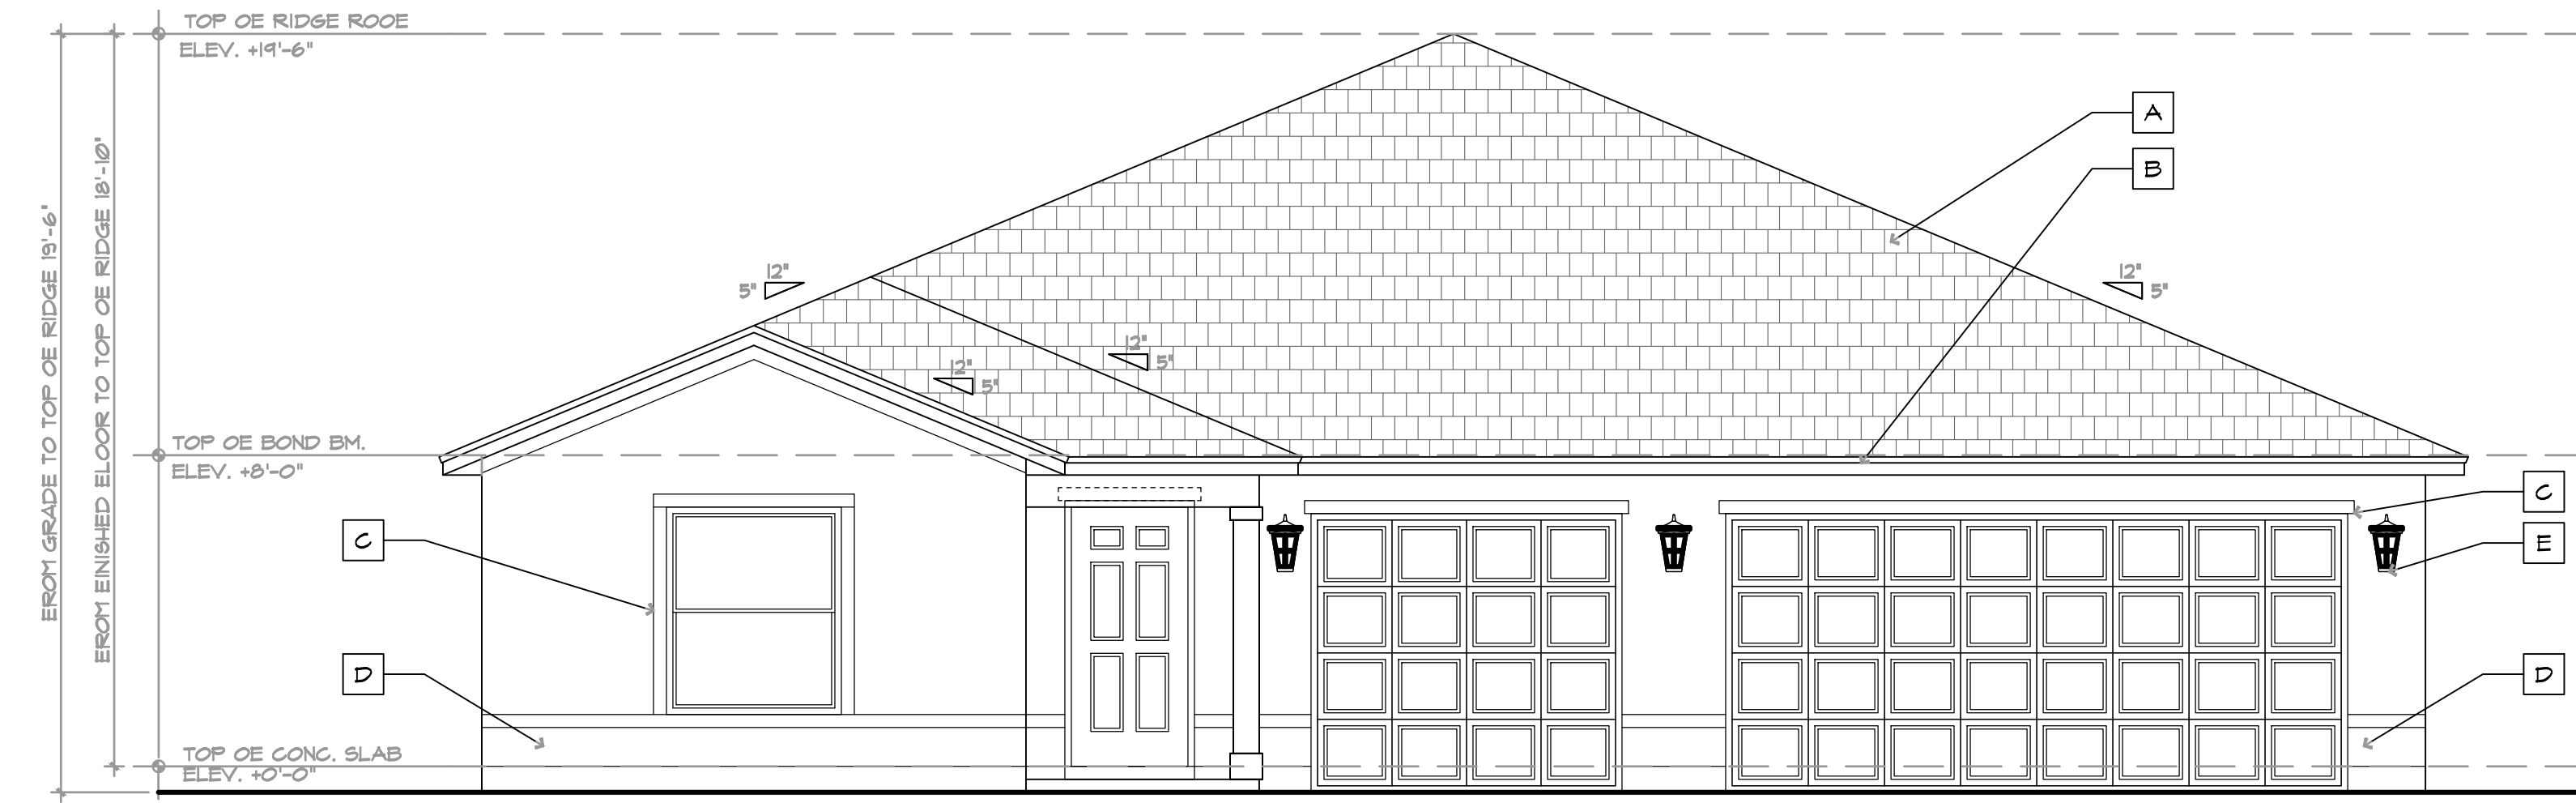 TOP OE RIDGE ROOE
ELEV. +19'-6"
A
B
EROM GRADE TO TOP OE RIDGE 19'-6"
EROM EINISHED ELOOR TO TOP OE RIDGE 18'-10"
12"
5"
12"
5"
12"
5"
12"
5"
TOP OE BOND BM.
ELEV. +8'-0"
C
C
E
D
D
TOP OE CONC. SLAB
ELEV. +0'-0"